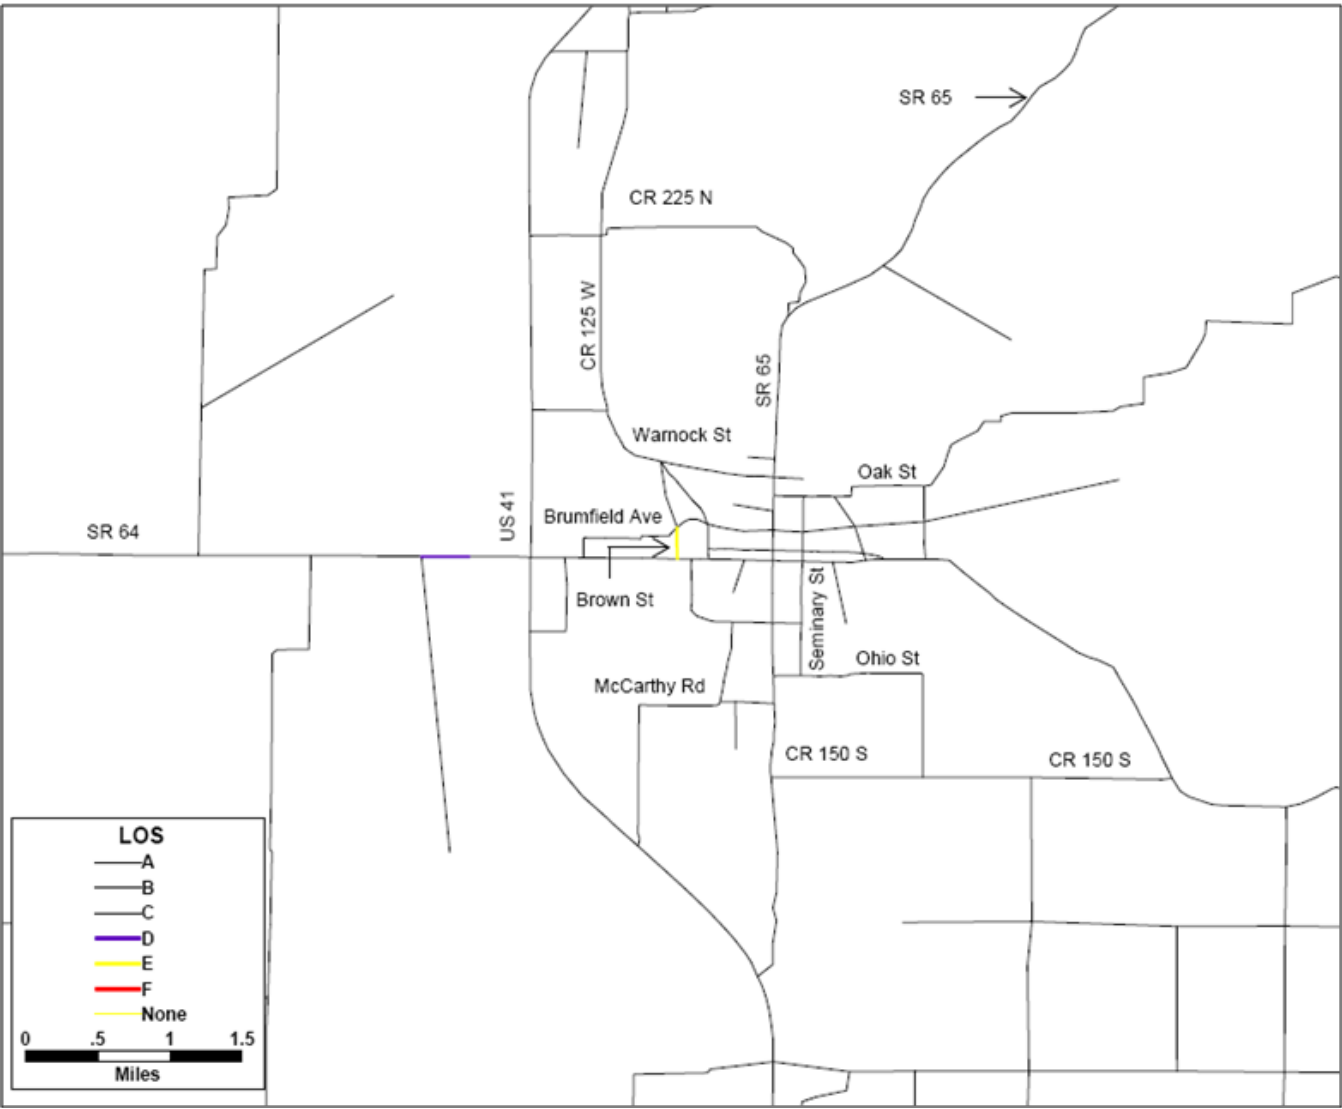 SR 65
CR 225 N
CR 125 W
SR 65
Warnock St
Oak St
US 41
Brumfield Ave
SR 64
Brown St
Seminary St
Ohio St
McCarthy Rd
CR 150 S
CR 150 S
LOS
A
B
C
D
E
F
None
0 .5 1 1.5
Miles